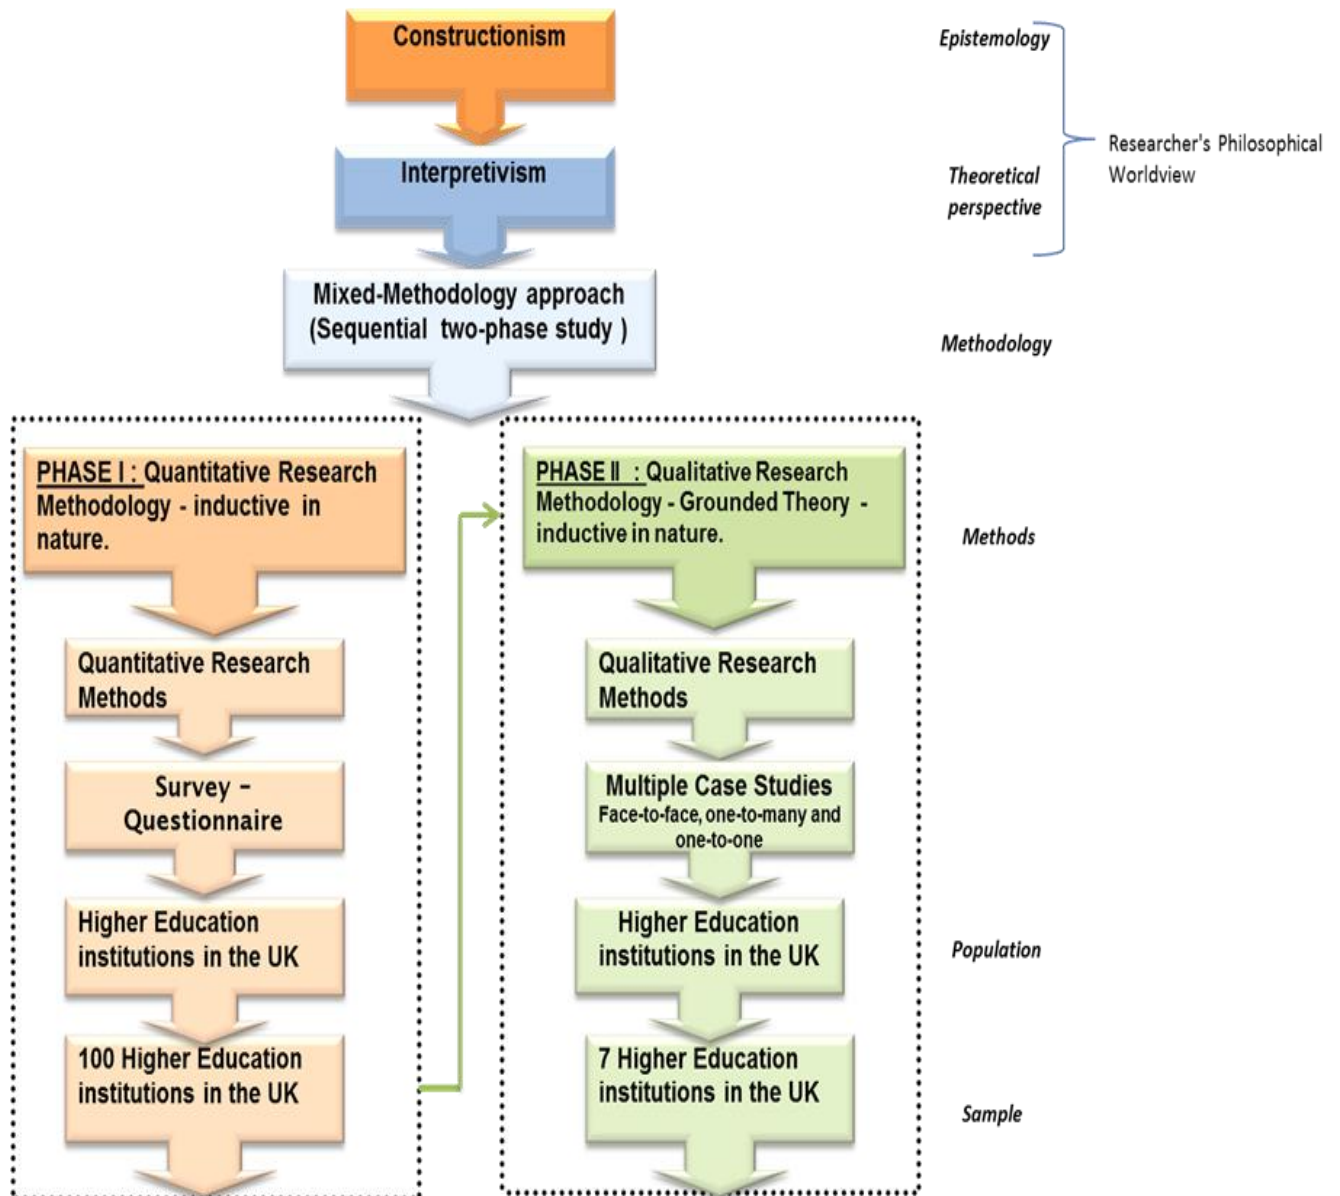 Constructionism
Epistemology
Researcher's Philosophical
Worldview
Interpretivism
Theoretical
perspective
Mixed-Methodology approach
(Sequential two-phase study )
Methodology
PHASE I : Quantitative Research
Methodology - inductive in
nature.
PHASE II : Qualitative Research
Methodology - Grounded Theory -
inductive in nature.
Methods
Quantitative Research
Methods
Qualitative Research
Methods
Survey –
Questionnaire
Multiple Case Studies
Face-to-face, one-to-many and
one-to-one
Higher Education
institutions in the UK
Higher Education
institutions in the UK
Population
100 Higher Education
institutions in the UK
7 Higher Education
institutions in the UK
Sample